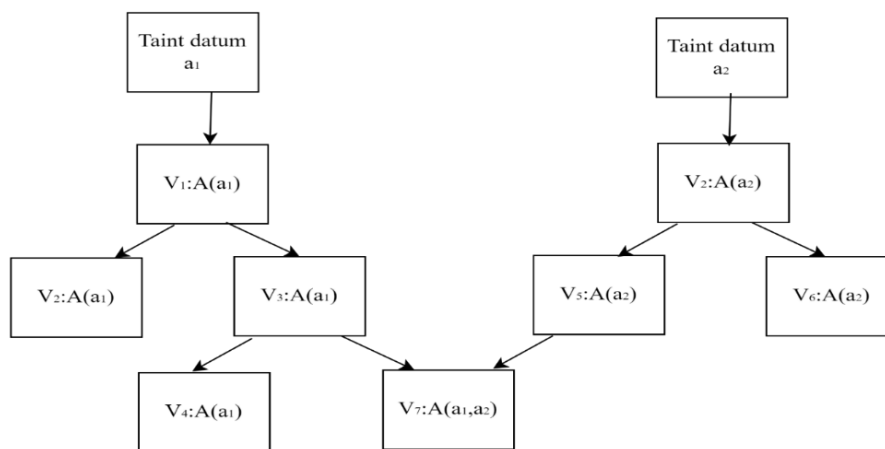 Taint datum
a₁
Taint datum
a₂
V₁:A(a₁)
V₂:A(a₂)
V₂:A(a₁)
V₃:A(a₁)
V₅:A(a₂)
V₆:A(a₂)
V₄:A(a₁)
V₇:A(a₁,a₂)